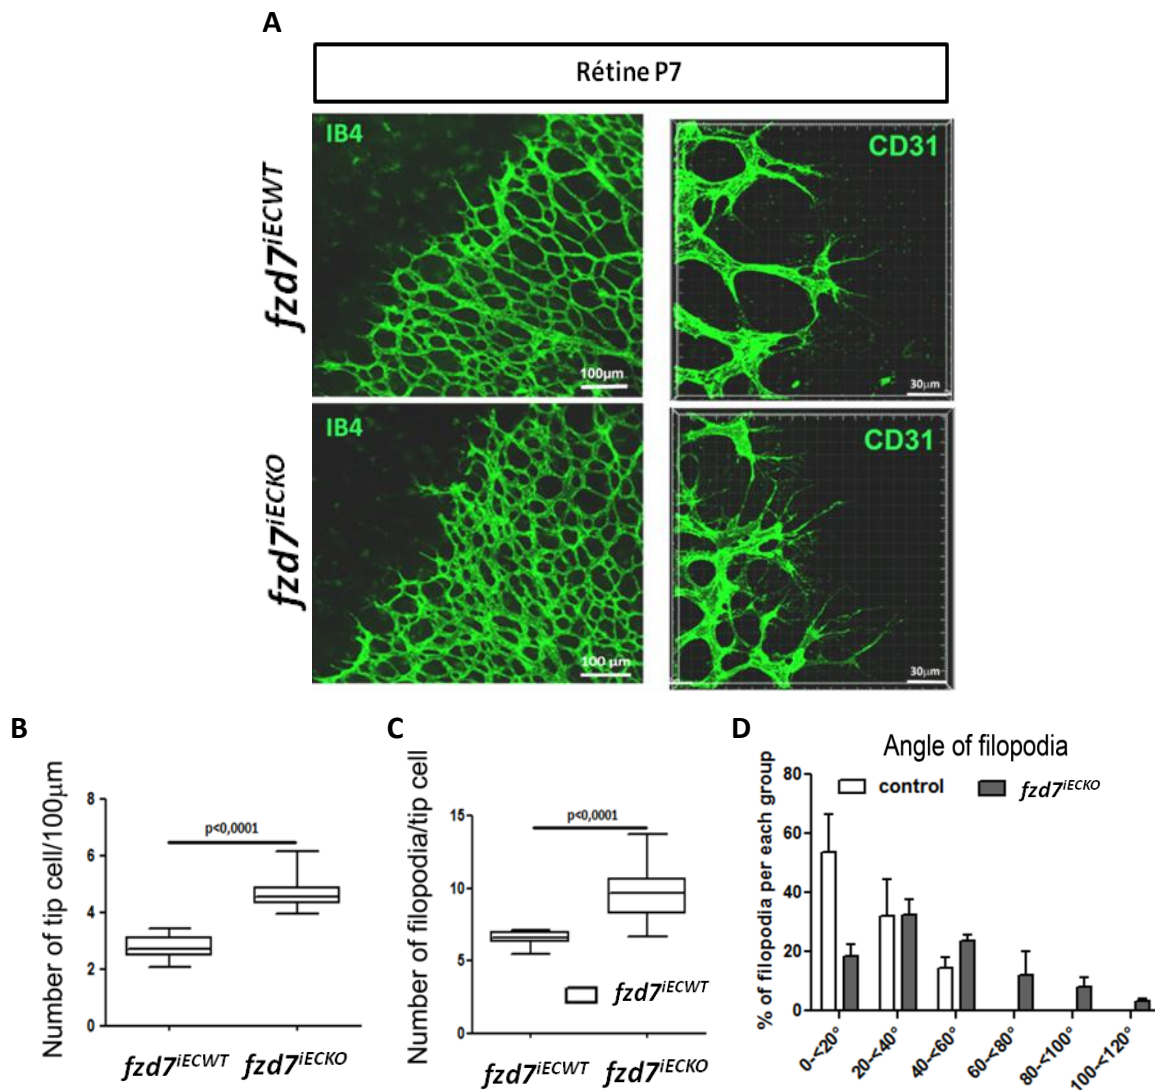 A
Rétine P7
fzd7iECWT
IB4
100µm
CD31
30µm
fzd7iECKO
IB4
100 µm
CD31
30µm
B
Number of tip cell/100µm
8
6
4
2
0
p<0,0001
fzd7iECWT
fzd7iECKO
C
Number of filopodia/tip cell
15
10
5
0
p<0,0001
fzd7iECWT
fzd7iECWT
fzd7iECKO
D
Angle of filopodia
% of filopodia per each group
80
60
40
20
0
control
fzd7iECKO
0-<20°
20-<40°
40-<60°
60-<80°
80-<100°
100-<120°